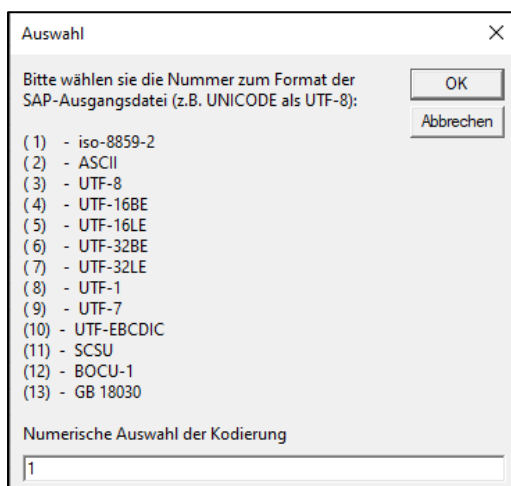 Auswahl
Bitte wählen sie die Nummer zum Format der
SAP-Ausgangsdatei (z.B. UNICODE als UTF-8):
OK
Abbrechen
( 1) - iso-8859-2
( 2) - ASCII
( 3) - UTF-8
( 4) - UTF-16BE
( 5) - UTF-16LE
( 6) - UTF-32BE
( 7) - UTF-32LE
( 8) - UTF-1
( 9) - UTF-7
(10) - UTF-EBCDIC
(11) - SCSU
(12) - BOCU-1
(13) - GB 18030
Numerische Auswahl der Kodierung
1